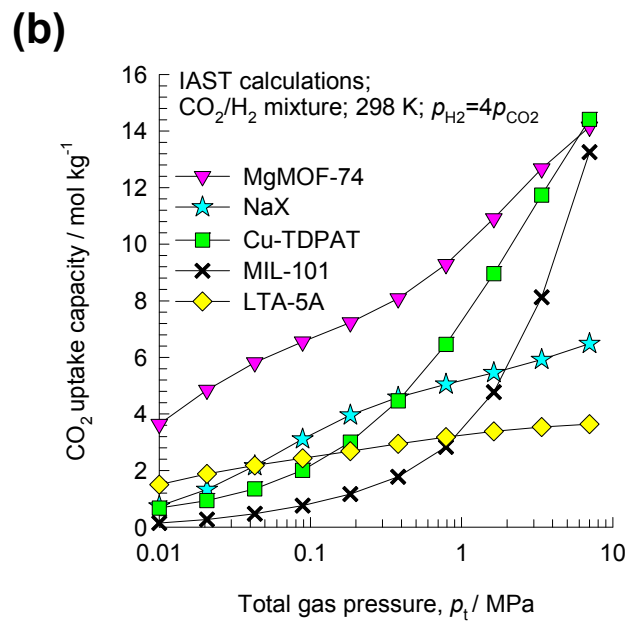 (b)
IAST calculations;
CO₂/H₂ mixture; 298 K; p_H2=4p_CO2
MgMOF-74
NaX
Cu-TDPAT
MIL-101
LTA-5A
CO₂ uptake capacity / mol kg⁻¹
16
14
12
10
8
6
4
2
0
0.01
0.1
1
10
Total gas pressure, pₜ / MPa